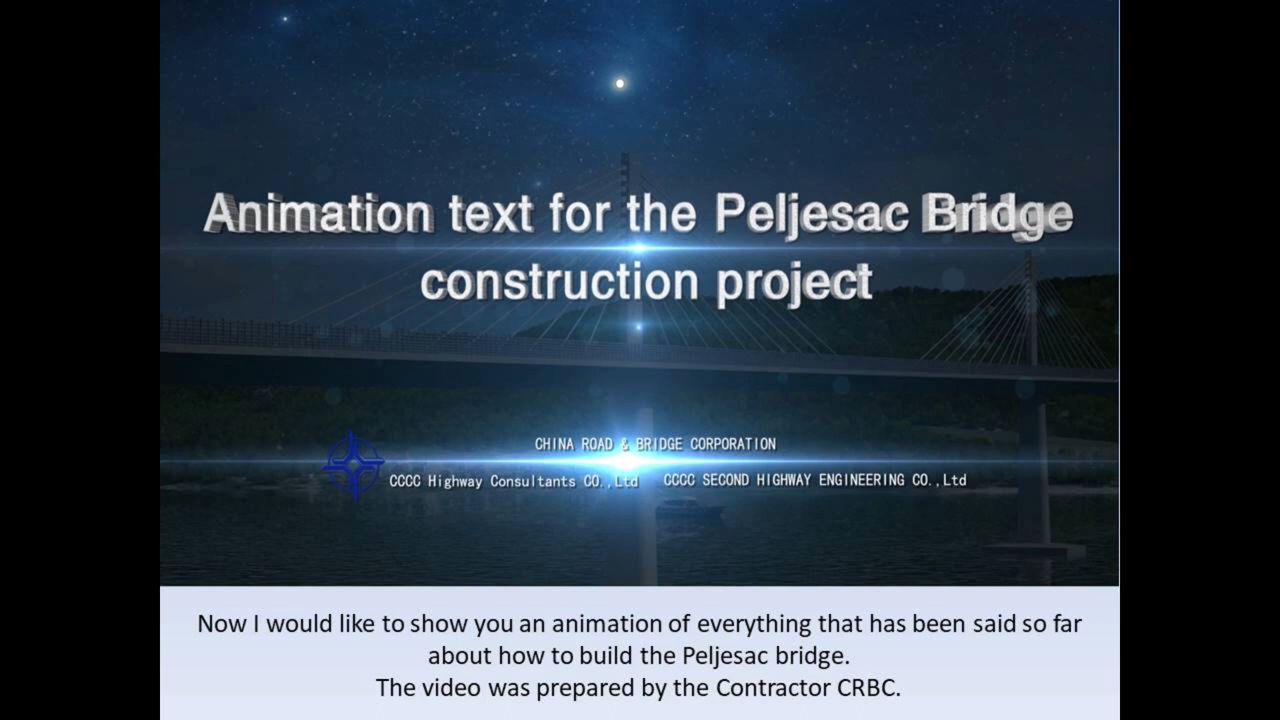 Animation text for the Peljesac Bridge
construction project
CHINA ROAD & BRIDGE CORPORATION
CCCC Highway Consultants CO.,Ltd CCCC SECOND HIGHWAY ENGINEERING CO.,Ltd
Now I would like to show you an animation of everything that has been said so far
about how to build the Peljesac bridge.
The video was prepared by the Contractor CRBC.